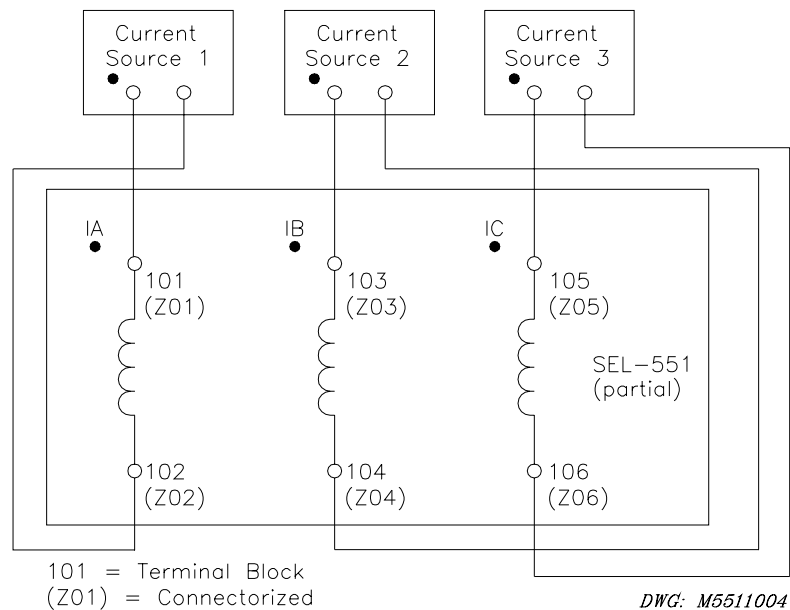 Current
Source 1
Current
Source 2
Current
Source 3
IA
IB
IC
101
(Z01)
103
(Z03)
105
(Z05)
SEL-551
(partial)
102
(Z02)
104
(Z04)
106
(Z06)
101 = Terminal Block
(Z01) = Connectorized
DWG: M5511004